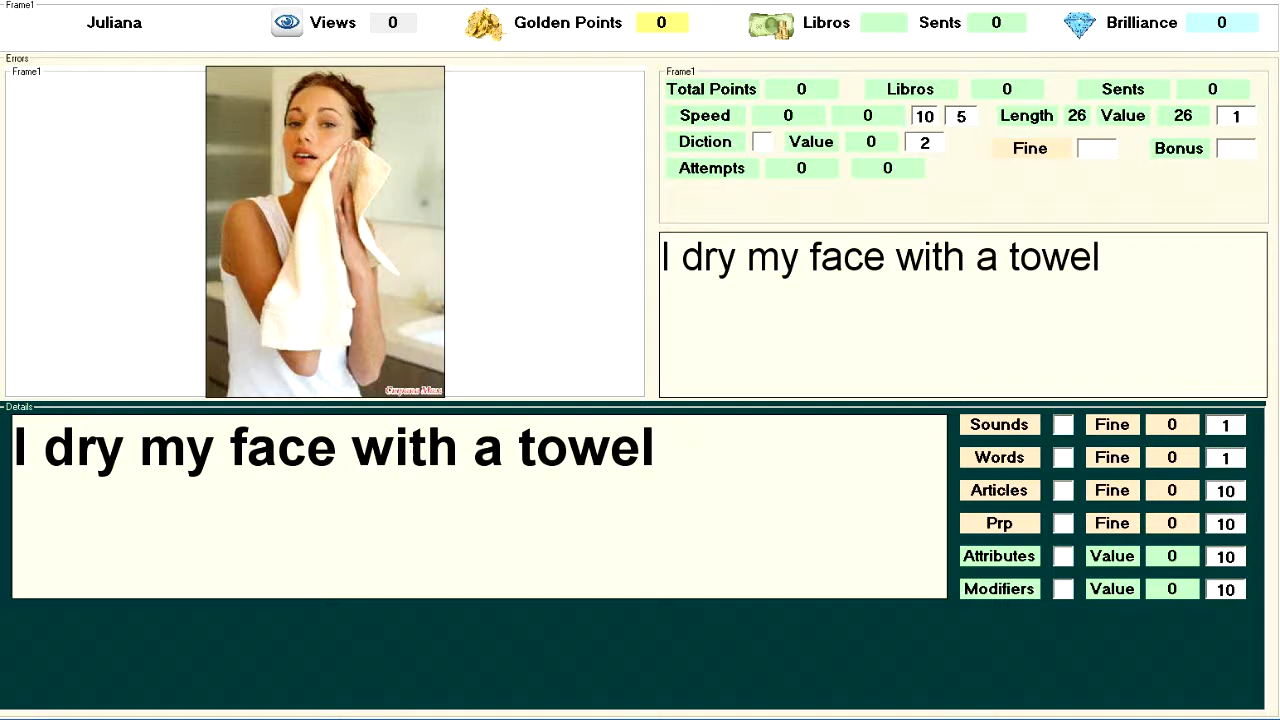 Frame1
Juliana Views 0 Golden Points 0 Libros Sents 0 Brilliance 0
Errors
Frame1
Frame1
Total Points 0 Libros 0 Sents 0
Speed 0 0 10 5 Length 26 Value 26 1
Diction Value 0 2
Fine Bonus
Attempts 0 0
I dry my face with a towel
Details
I dry my face with a towel
Sounds Fine 0 1
Words Fine 0 1
Articles Fine 0 10
Prp Fine 0 10
Attributes Value 0 10
Modifiers Value 0 10